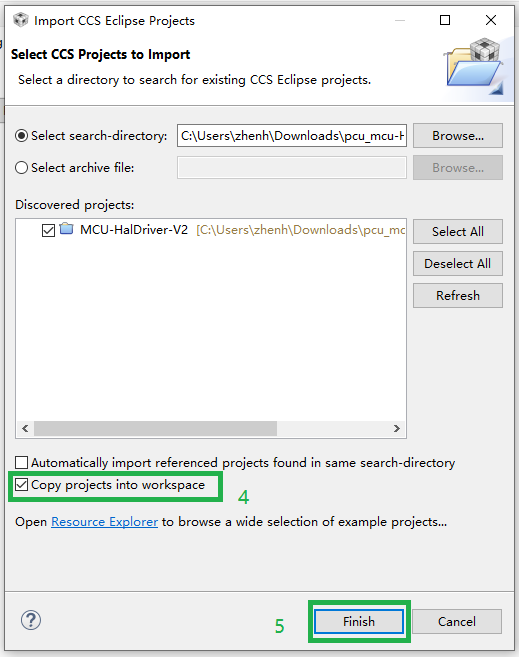 Import CCS Eclipse Projects
Select CCS Projects to Import
Select a directory to search for existing CCS Eclipse projects.
Select search-directory: C:\Users\zhenh\Downloads\pcu_mcu-H Browse...
Select archive file: Browse...
Discovered projects:
MCU-HalDriver-V2 [C:\Users\zhenh\Downloads\pcu_mc
Select All
Deselect All
Refresh
Automatically import referenced projects found in same search-directory
Copy projects into workspace
4
Open Resource Explorer to browse a wide selection of example projects...
? 5 Finish Cancel